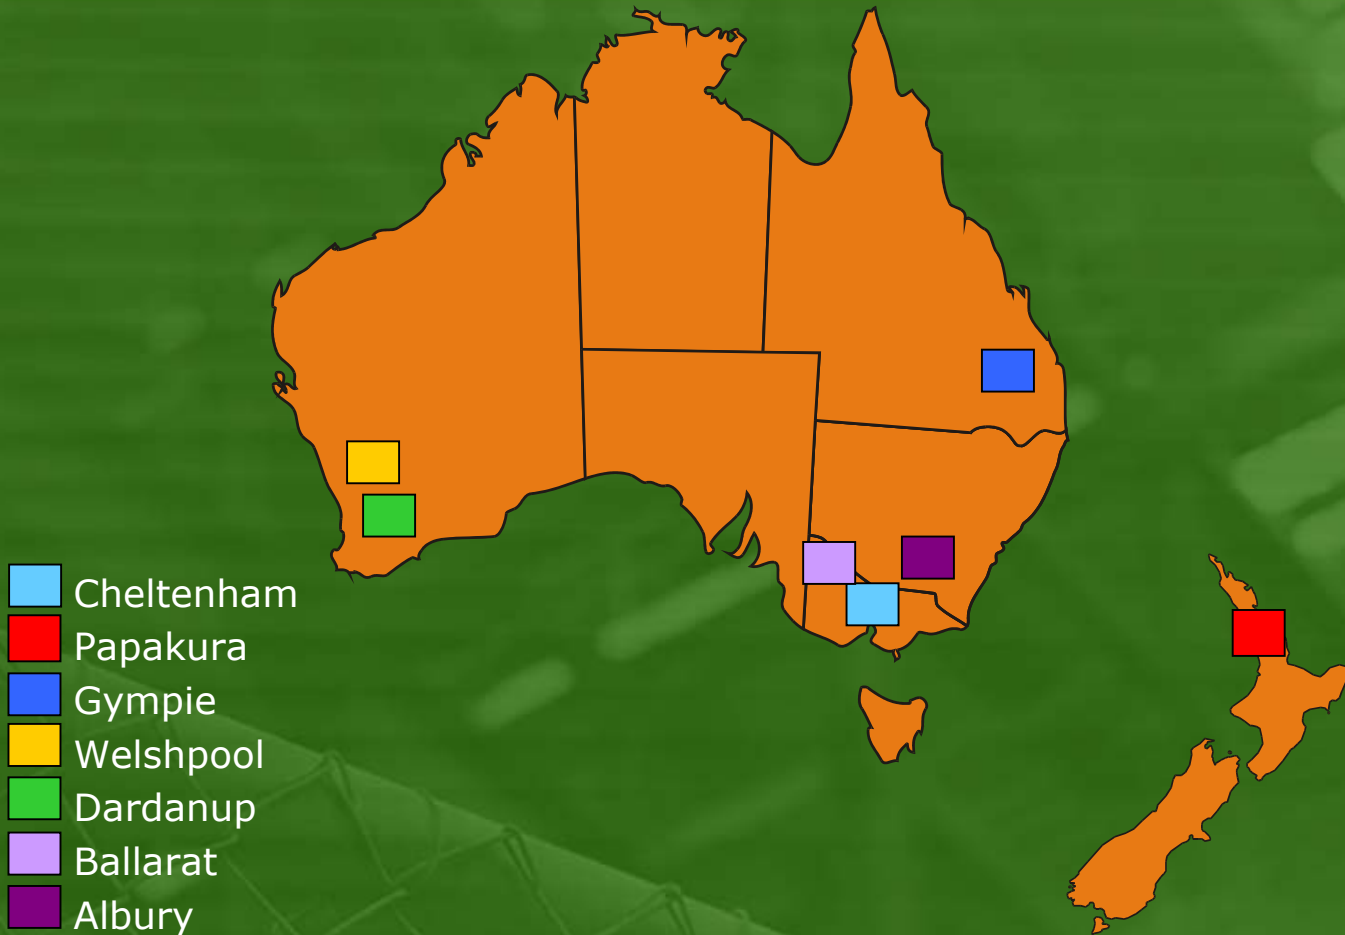 Cheltenham
Papakura
Gympie
Welshpool
Dardanup
Ballarat
Albury